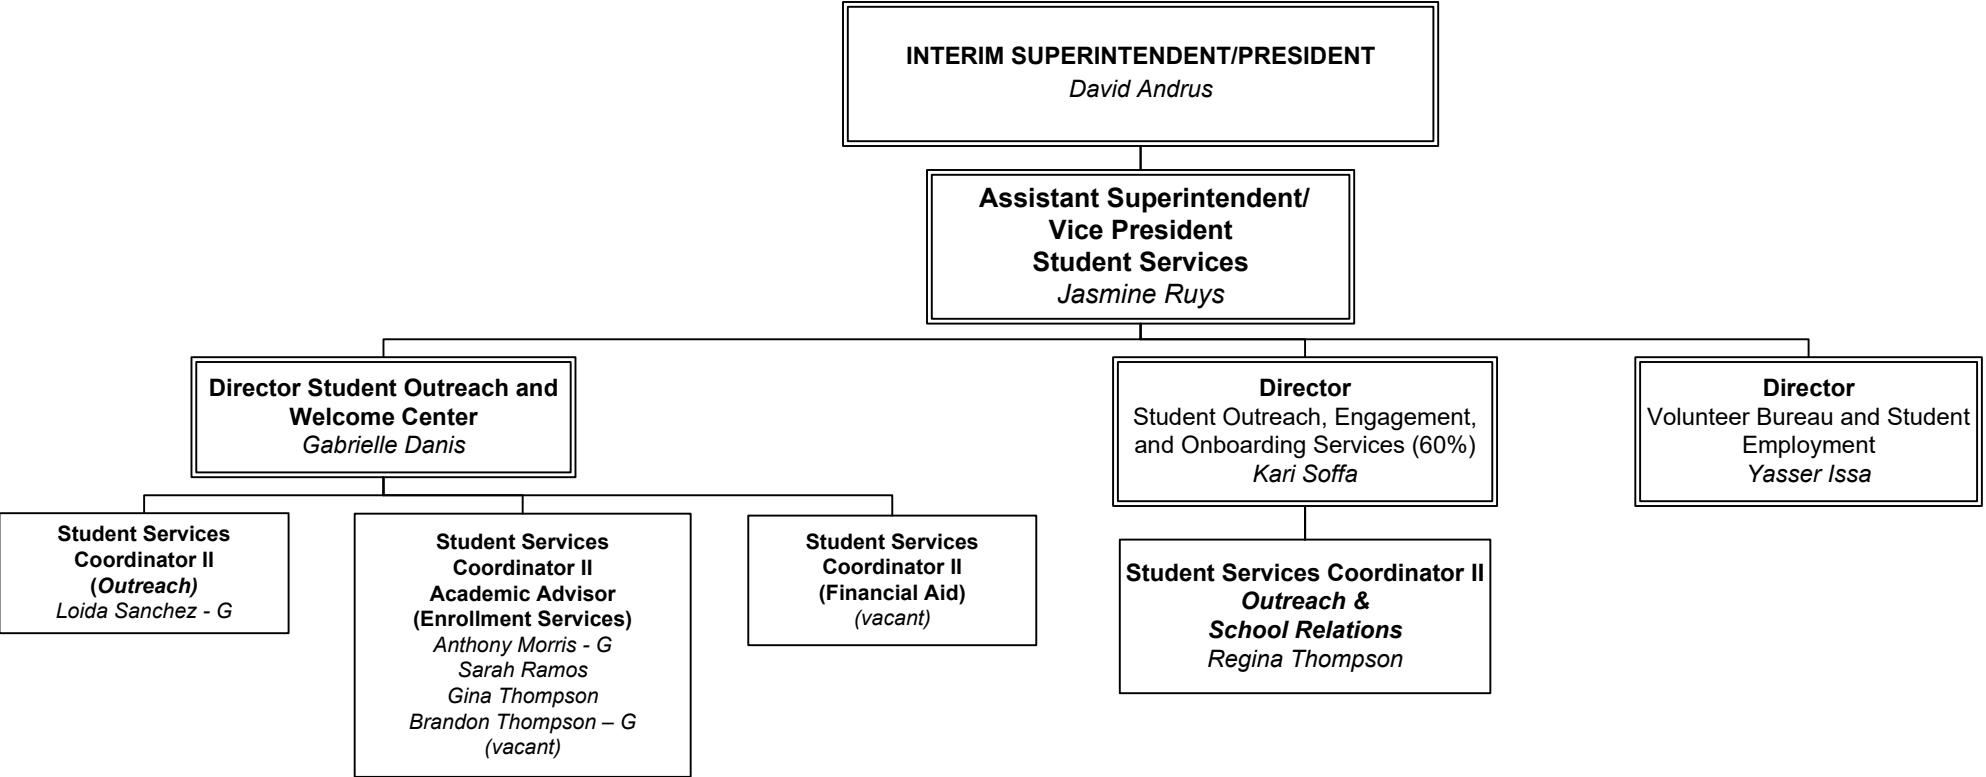 INTERIM SUPERINTENDENT/PRESIDENT
David Andrus
Assistant Superintendent/
Vice President
Student Services
Jasmine Ruys
Director Student Outreach and
Welcome Center
Gabrielle Danis
Director
Student Outreach, Engagement,
and Onboarding Services (60%)
Kari Soffa
Director
Volunteer Bureau and Student
Employment
Yasser Issa
Student Services
Coordinator II
(Outreach)
Loida Sanchez - G
Student Services
Coordinator II
Academic Advisor
(Enrollment Services)
Anthony Morris - G
Sarah Ramos
Gina Thompson
Brandon Thompson – G
(vacant)
Student Services
Coordinator II
(Financial Aid)
(vacant)
Student Services Coordinator II
Outreach &
School Relations
Regina Thompson